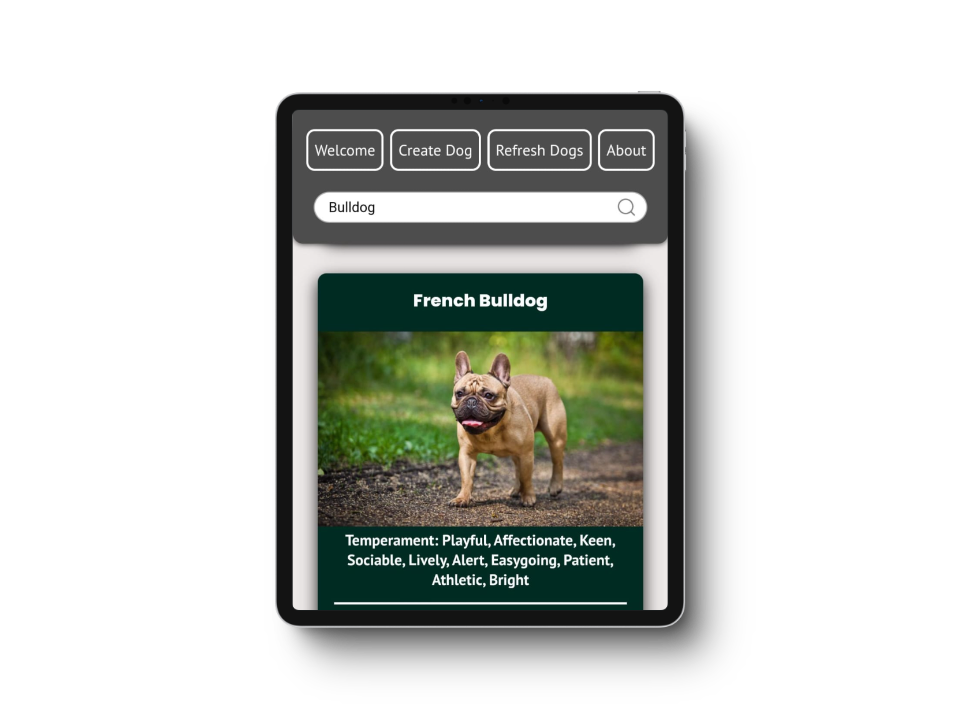 Welcome Create Dog Refresh Dogs About
Bulldog
French Bulldog
Temperament: Playful, Affectionate, Keen,
Sociable, Lively, Alert, Easygoing, Patient,
Athletic, Bright